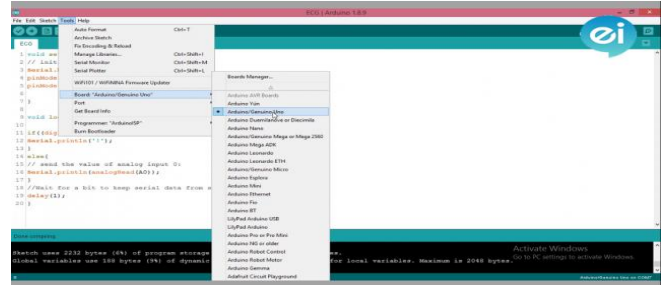 ECG | Arduino 1.8.9
File Edit Sketch Tools Help
Auto Format Ctrl+T
Archive Sketch
Fix Encoding & Reload
Manage Libraries... Ctrl+Shift+I
Serial Monitor Ctrl+Shift+M
Serial Plotter Ctrl+Shift+L
WiFi101 / WiFiNINA Firmware Updater
Board: "Arduino/Genuino Uno"
Port
Get Board Info
Programmer: "ArduinoISP"
Burn Bootloader
Boards Manager...
Arduino AVR Boards
Arduino Yún
Arduino/Genuino Uno
Arduino Duemilanove or Diecimila
Arduino Nano
Arduino/Genuino Mega or Mega 2560
Arduino Mega ADK
Arduino Leonardo
Arduino Leonardo ETH
Arduino/Genuino Micro
Arduino Esplora
Arduino Mini
Arduino Ethernet
Arduino Fio
Arduino BT
LilyPad Arduino USB
LilyPad Arduino
Arduino Pro or Pro Mini
Arduino NG or older
Arduino Robot Control
Arduino Robot Motor
Arduino Gemma
Adafruit Circuit Playground
ei
ECG
1 void se
2 // init
3 Serial.
4 pinMode
5 pinMode
6
7 }
8
9 void lo
10
11 if((dig
12 Serial.println('!');
13 }
14 else{
15 // send the value of analog input 0:
16 Serial.println(analogRead(A0));
17 }
18 //Wait for a bit to keep serial data from s
19 delay(1);
20 }
Done compiling.
Sketch uses 2232 bytes (6%) of program storage
Global variables use 188 bytes (9%) of dynamic for local variables. Maximum is 2048 bytes.
Activate Windows
Go to PC settings to activate Windows.
Arduino/Genuino Uno on COM